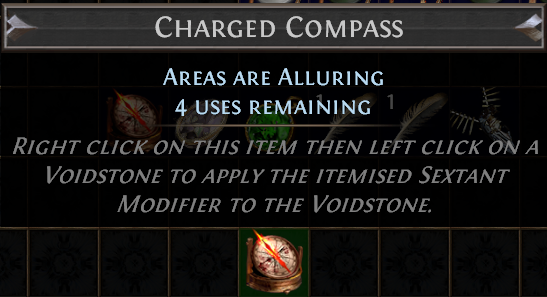 Charged Compass
Areas are Alluring
4 uses remaining
1
Right click on this item then left click on a
Voidstone to apply the itemised Sextant
Modifier to the Voidstone.